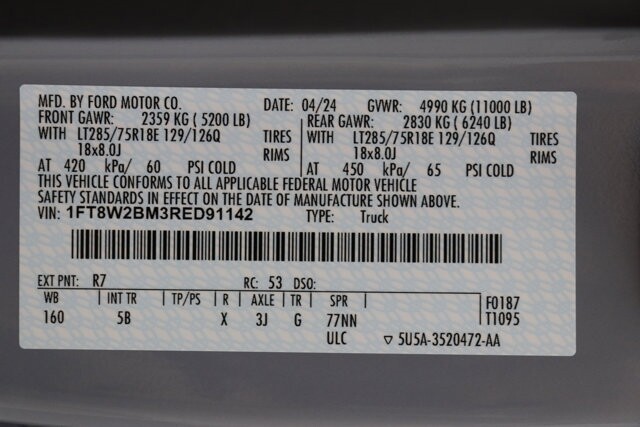 MFD. BY FORD MOTOR CO. DATE: 04/24 GVWR: 4990 KG (11000 LB)
FRONT GAWR: 2359 KG (5200 LB) REAR GAWR: 2830 KG (6240 LB)
WITH LT285/75R18E 129/126Q TIRES WITH LT285/75R18E 129/126Q TIRES
18x8.0J RIMS 18x8.0J RIMS
AT 420 kPa/ 60 PSI COLD AT 450 kPa/ 65 PSI COLD
THIS VEHICLE CONFORMS TO ALL APPLICABLE FEDERAL MOTOR VEHICLE
SAFETY STANDARDS IN EFFECT ON THE DATE OF MANUFACTURE SHOWN ABOVE.
VIN: 1FT8W2BM3RED91142 TYPE: Truck
EXT PNT: R7 RC: 53 DSO:
WB INT TR TP/PS R AXLE TR SPR F0187
160 5B X 3J G 77NN T1095
ULC ▽ 5U5A-3520472-AA